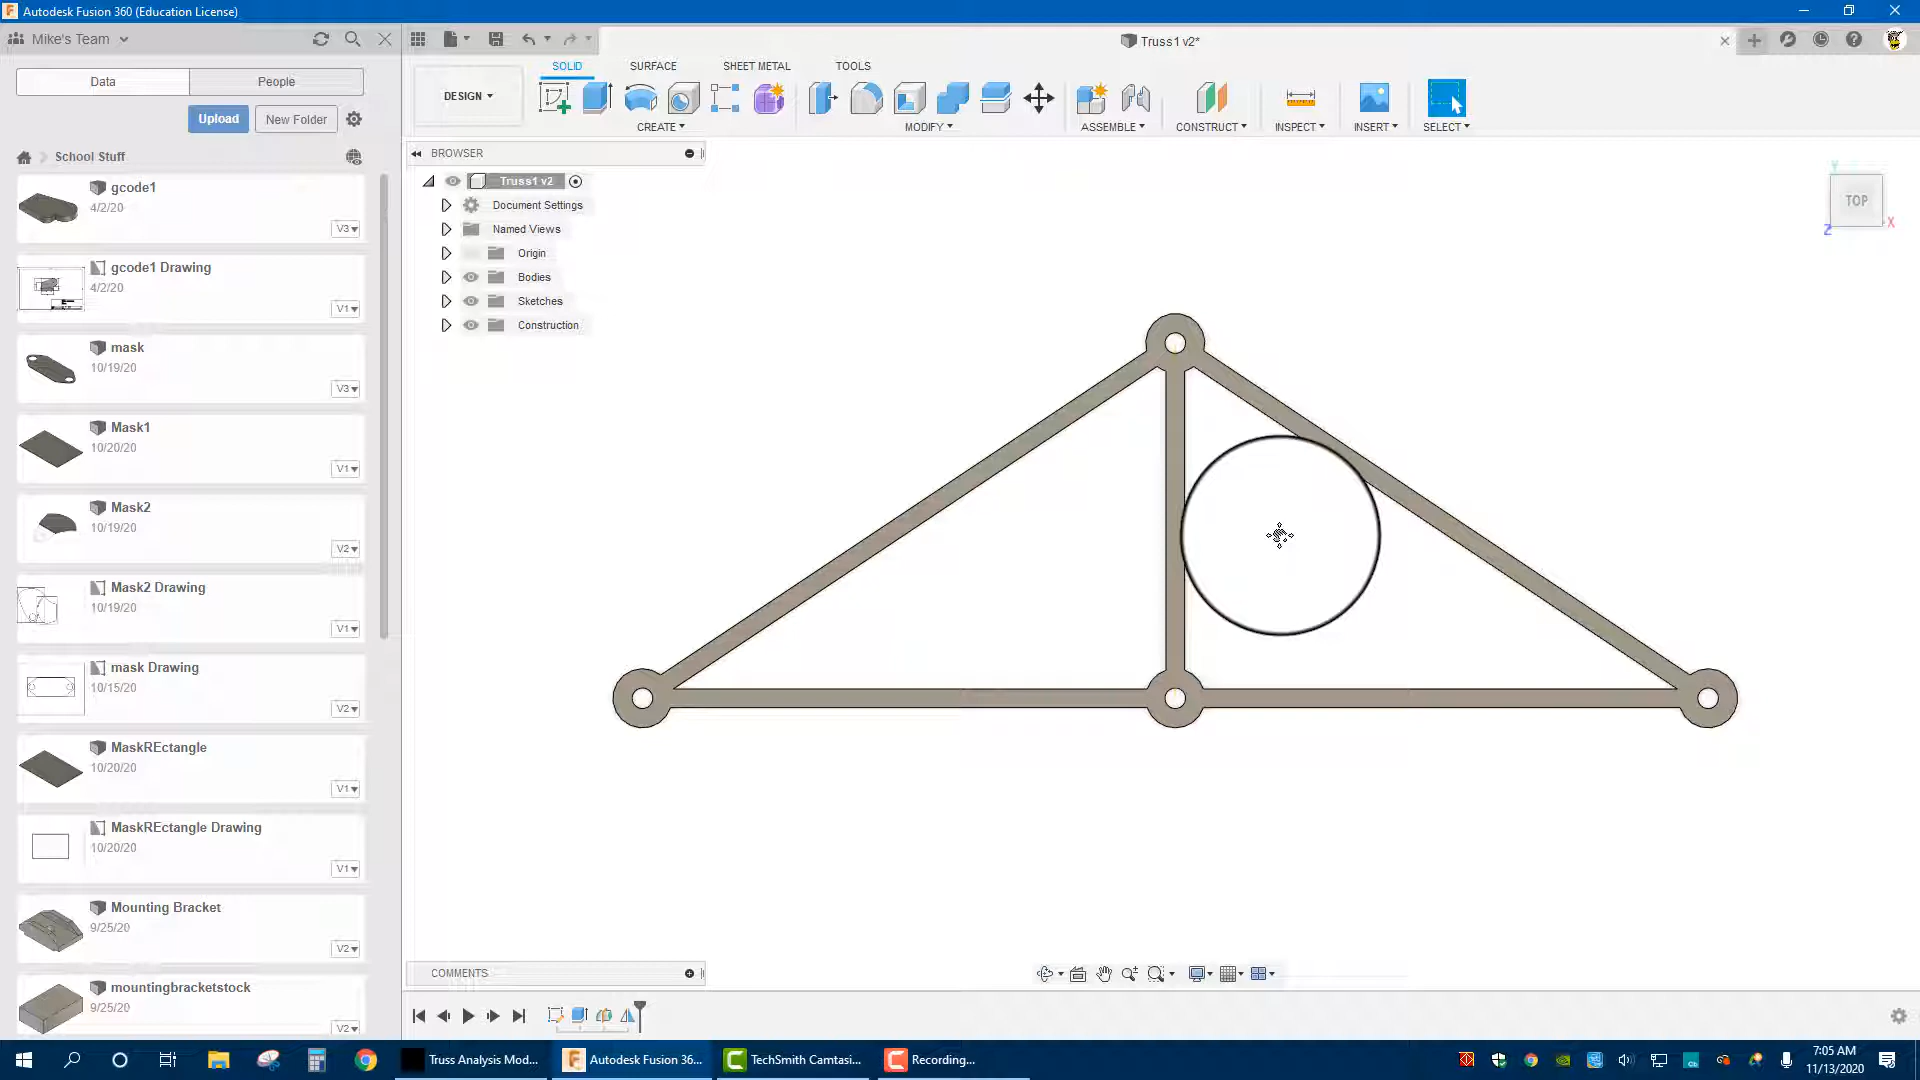 Autodesk Fusion 360 (Education License)
Mike's Team
Truss1 v2*
Data
People
Upload
New Folder
School Stuff
gcode1
4/2/20
V3
gcode1 Drawing
4/2/20
V1
mask
10/19/20
V3
Mask1
10/20/20
V1
Mask2
10/19/20
V2
Mask2 Drawing
10/19/20
V1
mask Drawing
10/15/20
V2
MaskREctangle
10/20/20
V1
MaskREctangle Drawing
10/20/20
V1
Mounting Bracket
9/25/20
V2
mountingbracketstock
9/25/20
V2
DESIGN
SOLID
SURFACE
SHEET METAL
TOOLS
CREATE
MODIFY
ASSEMBLE
CONSTRUCT
INSPECT
INSERT
SELECT
BROWSER
Truss1 v2
Document Settings
Named Views
Origin
Bodies
Sketches
Construction
Y
TOP
X
Z
COMMENTS
Truss Analysis Mod...
Autodesk Fusion 36...
TechSmith Camtasi...
Recording...
7:05 AM
11/13/2020